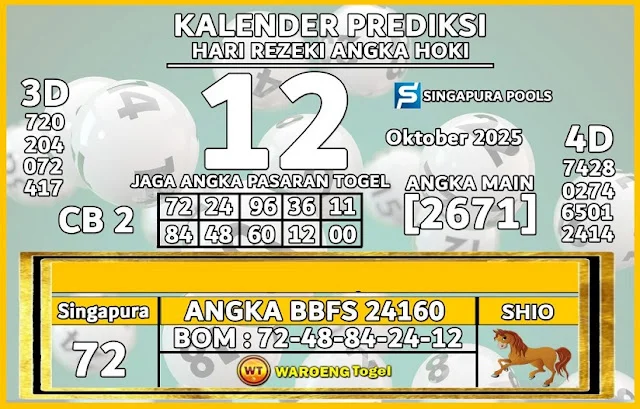 KALENDER PREDIKSI
HARI REZEKI ANGKA HOKI
12
3D
720
204
072
417
CB 2
SINGAPURA POOLS
Oktober 2025
4D
7428
0274
6501
2414
JAGA ANGKA PASARAN TOGEL
72 24 96 36 11
84 48 60 12 00
ANGKA MAIN
[2671]
Singapura
72
ANGKA BBFS 24160
BOM : 72-48-84-24-12
WT WAROENG Togel
SHIO